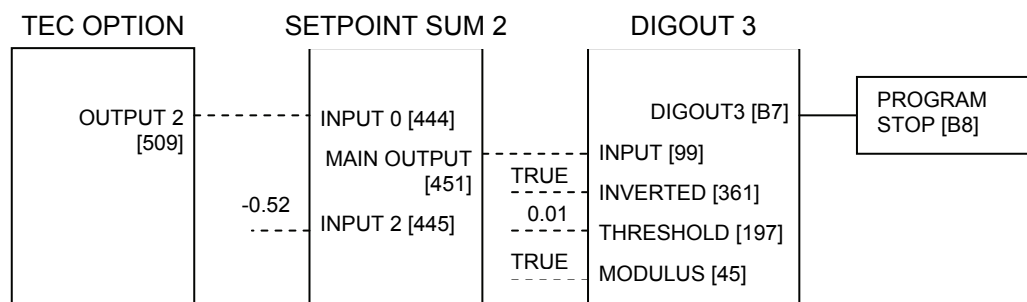 TEC OPTION
SETPOINT SUM 2
DIGOUT 3
OUTPUT 2
[509]
INPUT 0 [444]
MAIN OUTPUT
[451]
-0.52
INPUT 2 [445]
DIGOUT3 [B7]
INPUT [99]
TRUE
INVERTED [361]
0.01
THRESHOLD [197]
TRUE
MODULUS [45]
PROGRAM
STOP [B8]